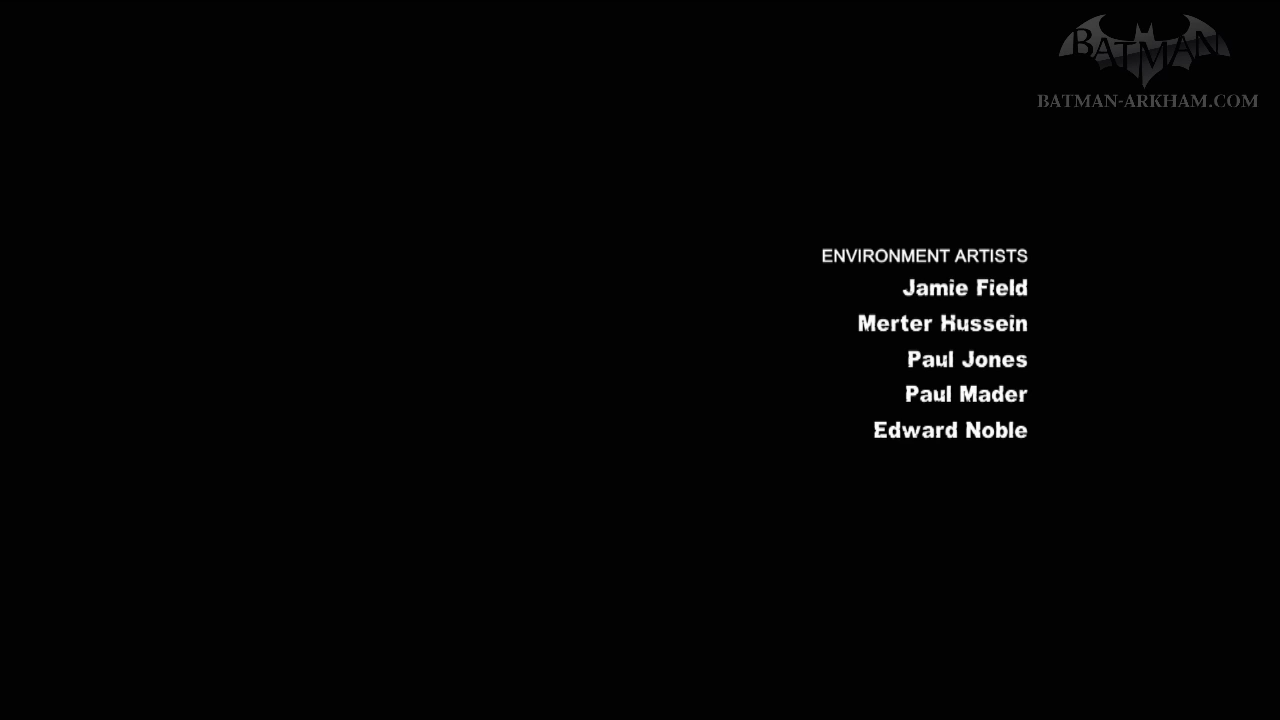 BATMAN
BATMAN-ARKHAM.COM
ENVIRONMENT ARTISTS
Jamie Field
Merter Hussein
Paul Jones
Paul Mader
Edward Noble